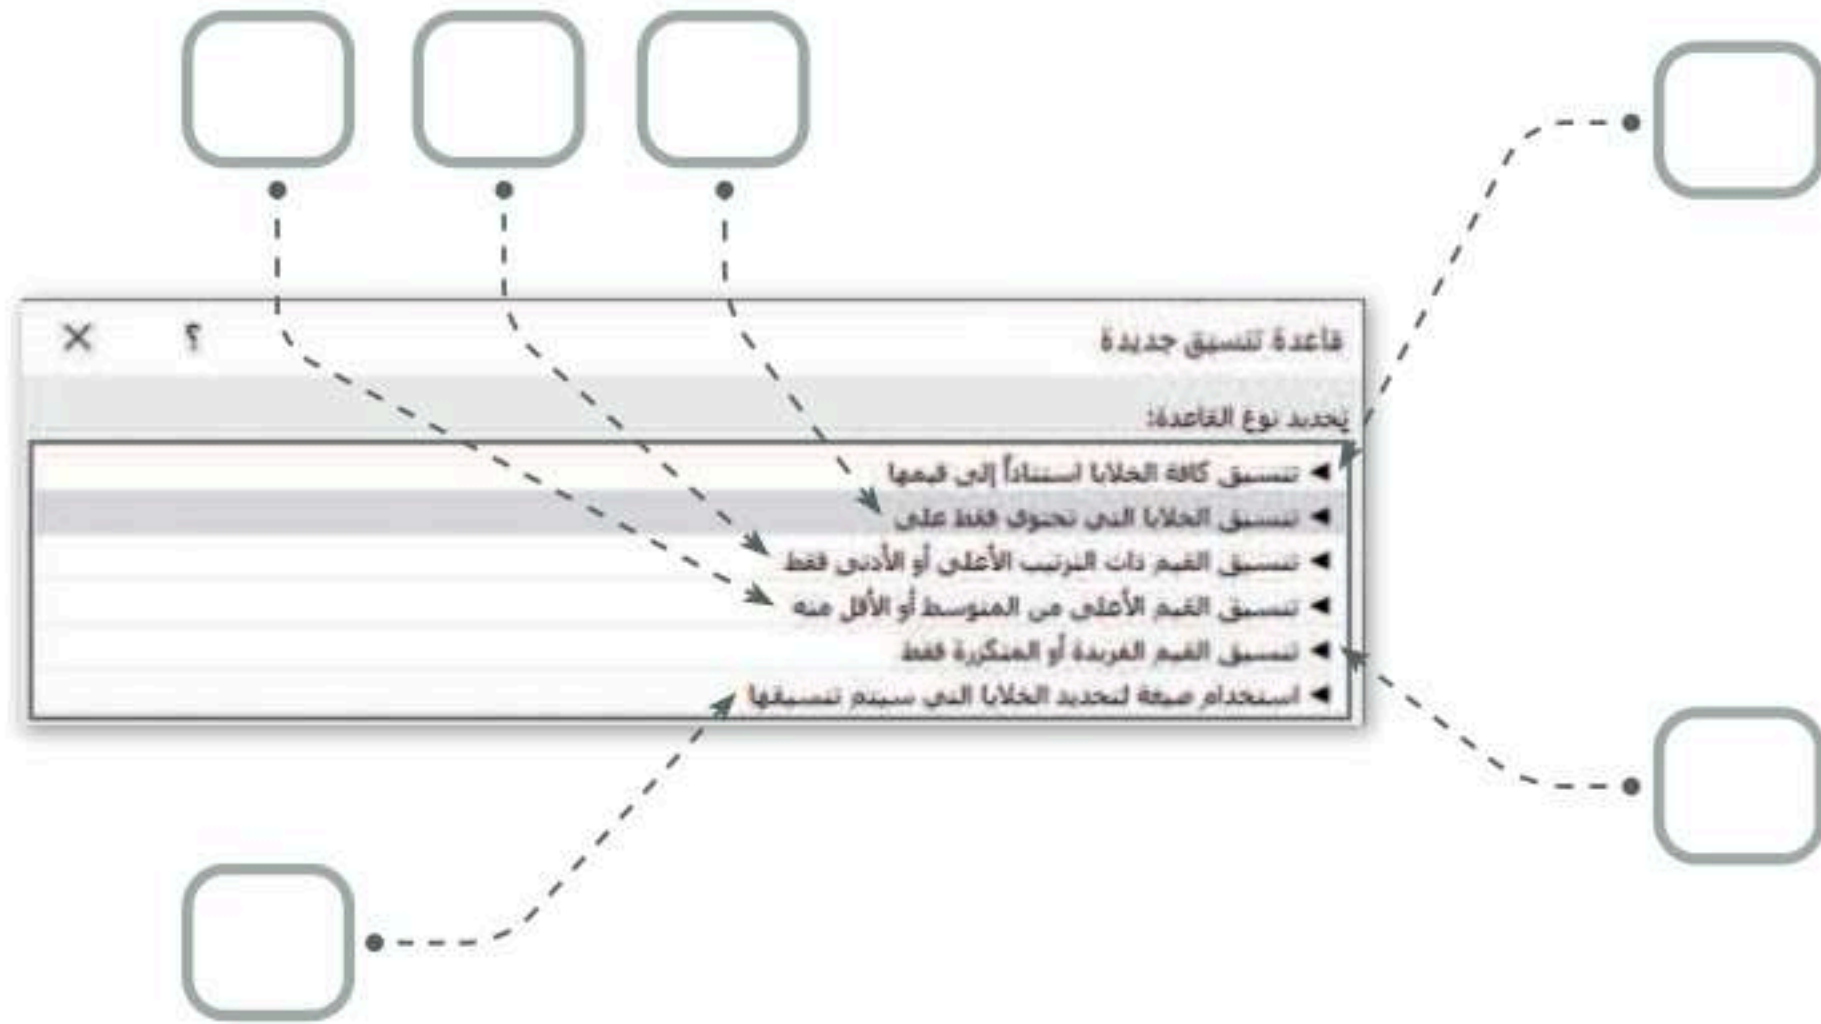 قاعدة تنسيق جديدة ؟ ×
تحديد نوع القاعدة:
◄ تنسيق كافة الخلايا استناداً إلى قيمها
◄ تنسيق الخلايا التي تحتوي فقط على
◄ تنسيق القيم ذات الترتيب الأعلى أو الأدنى فقط
◄ تنسيق القيم الأعلى من المتوسط أو الأقل منه
◄ تنسيق القيم الفريدة أو المتكررة فقط
◄ استخدام صيغة لتحديد الخلايا التي سيتم تنسيقها